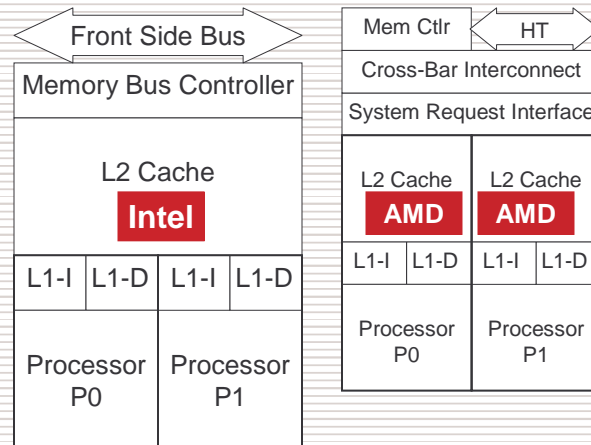 Front Side Bus
Memory Bus Controller
L2 Cache
Intel
L1-I L1-D L1-I L1-D
Processor Processor
P0 P1
Mem Ctlr HT
Cross-Bar Interconnect
System Request Interface
L2 Cache L2 Cache
AMD AMD
L1-I L1-D L1-I L1-D
Processor Processor
P0 P1